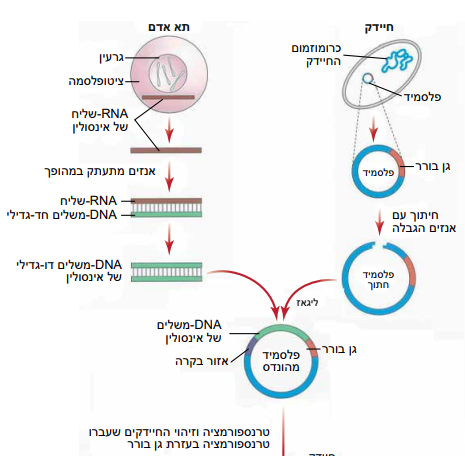 תא אדם
גרעין
ציטופלסמה
RNA-שליח
של אינסולין
אנזים מתעתק במהופך
RNA-שליח
DNA-משלים חד-גדילי
DNA-משלים דו-גדילי
של אינסולין
חיידק
כרומוזמום
החיידק
פלסמיד
גן בורר
פלסמיד
חיתוך עם
אנזים הגבלה
פלסמיד
חתוך
ליגאז
DNA-משלים
של אינסולין
אזור בקרה
פלסמיד
מהונדס
גן בורר
טרנספורמציה וזיהוי החיידקים שעברו
טרנספורמציה בעזרת גן בורר